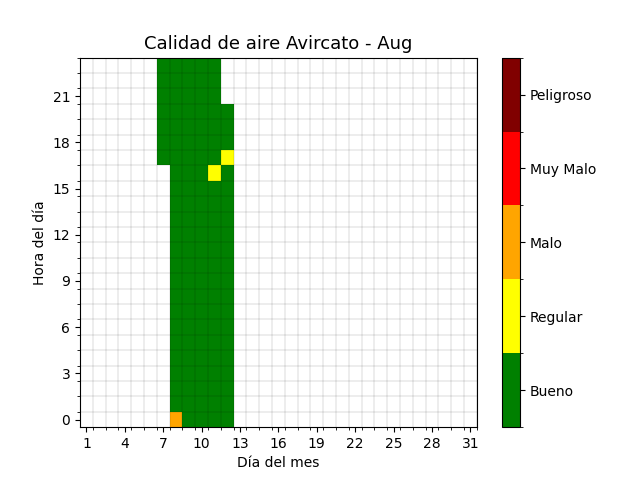 Calidad de aire Avircato - Aug
Hora del día
21
18
15
12
9
6
3
0
1 4 7 10 13 16 19 22 25 28 31
Día del mes
Peligroso
Muy Malo
Malo
Regular
Bueno